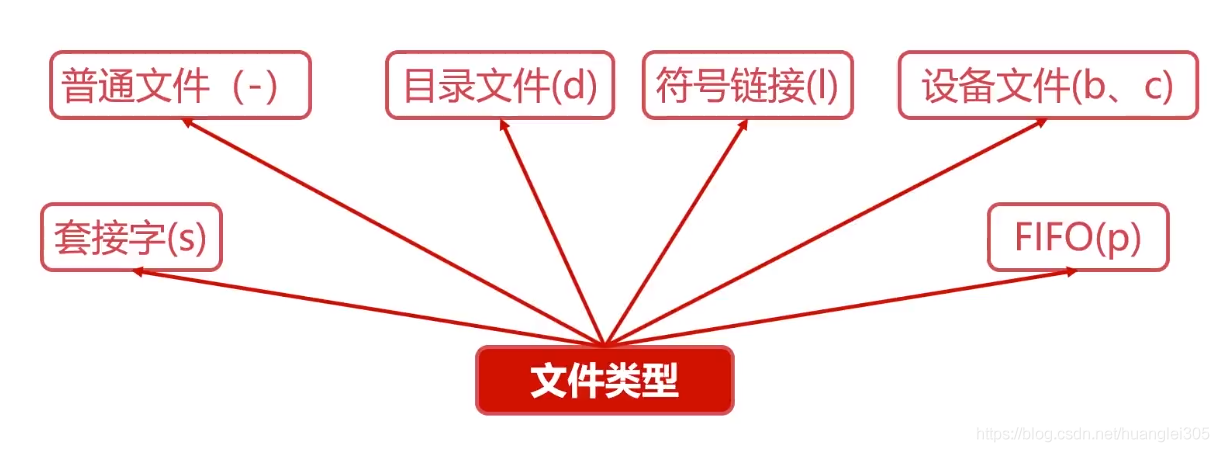 普通文件（-）
目录文件(d)
符号链接(l)
设备文件(b、c)
套接字(s)
FIFO(p)
文件类型
https://blog.csdn.net/huanglei305